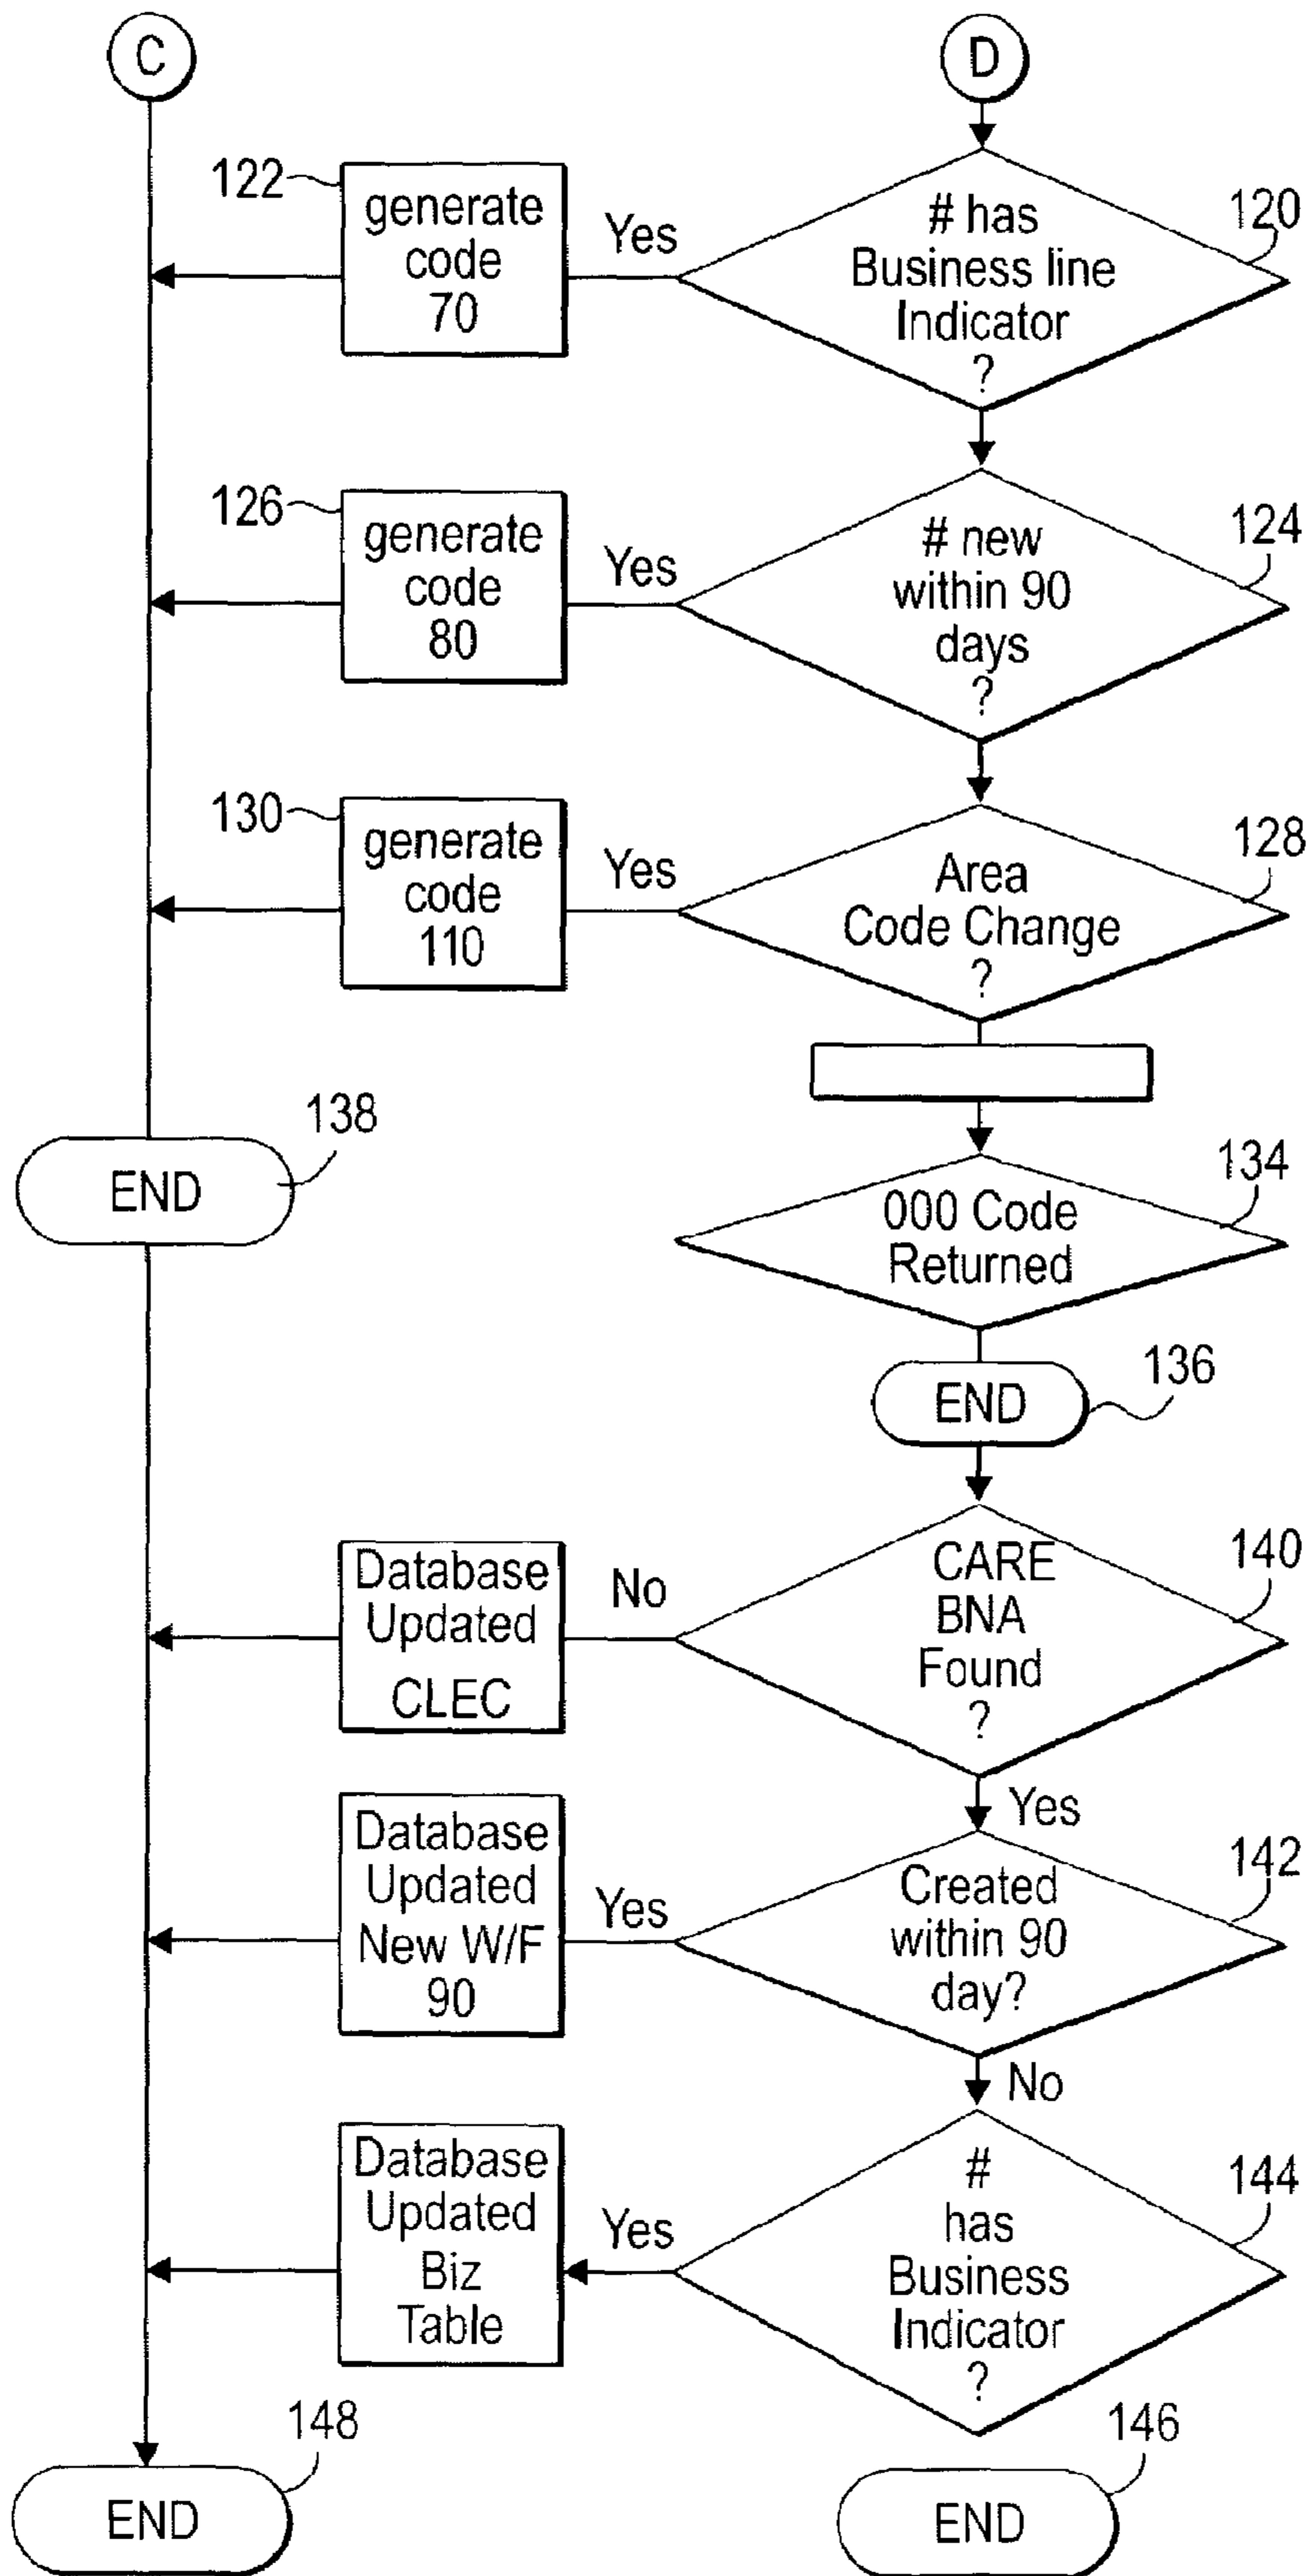 C
D
122
generate
code
70
Yes
# has
Business line
Indicator
?
120
126
generate
code
80
Yes
# new
within 90
days
?
124
130
generate
code
110
Yes
Area
Code Change
?
128
138
END
000 Code
Returned
134
END
136
Database
Updated
CLEC
No
CARE
BNA
Found
?
140
Yes
Database
Updated
New W/F
90
Yes
Created
within 90
day?
142
No
Database
Updated
Biz
Table
Yes
#
has
Business
Indicator
?
144
148
END
146
END